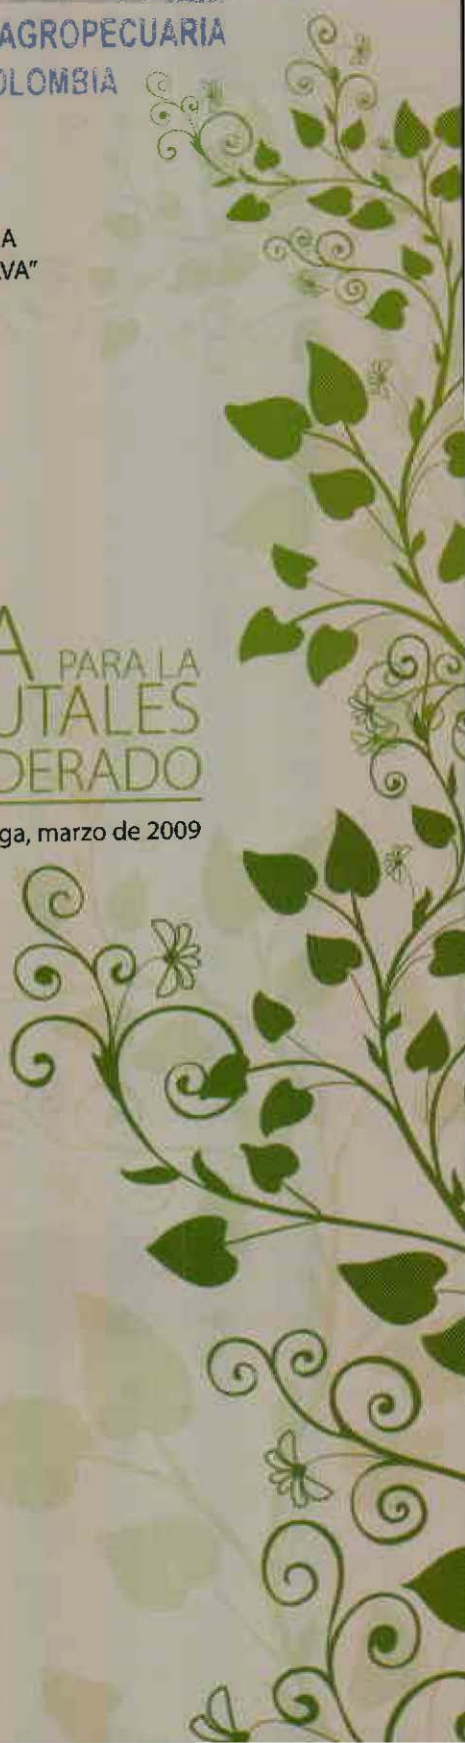 AGROPECUARIA
OLOMBIA
A
VA”
A PARA LA
UTALES
DERADO
ga, marzo de 2009